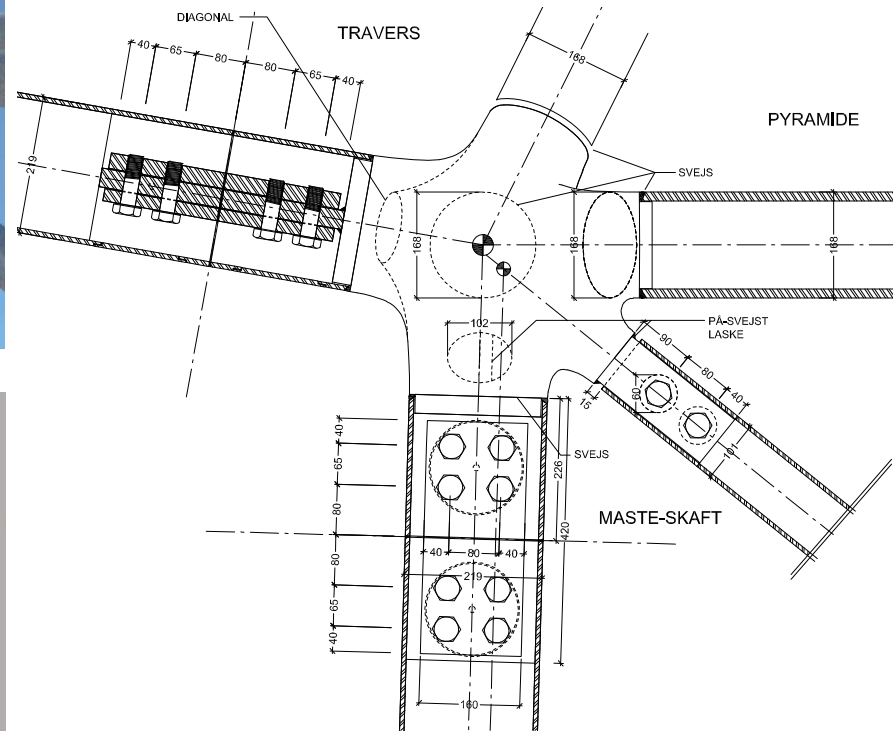 DIAGONAL
TRAVERS
40 65 80 80 65 40
168
PYRAMIDE
219
SVEJS
168
168
168
102
PÅ-SVEJST
LASKE
90
80
40
60
15
101
40
65
80
80
65
40
SVEJS
226
420
MASTE-SKAFT
40 80 40
219
160